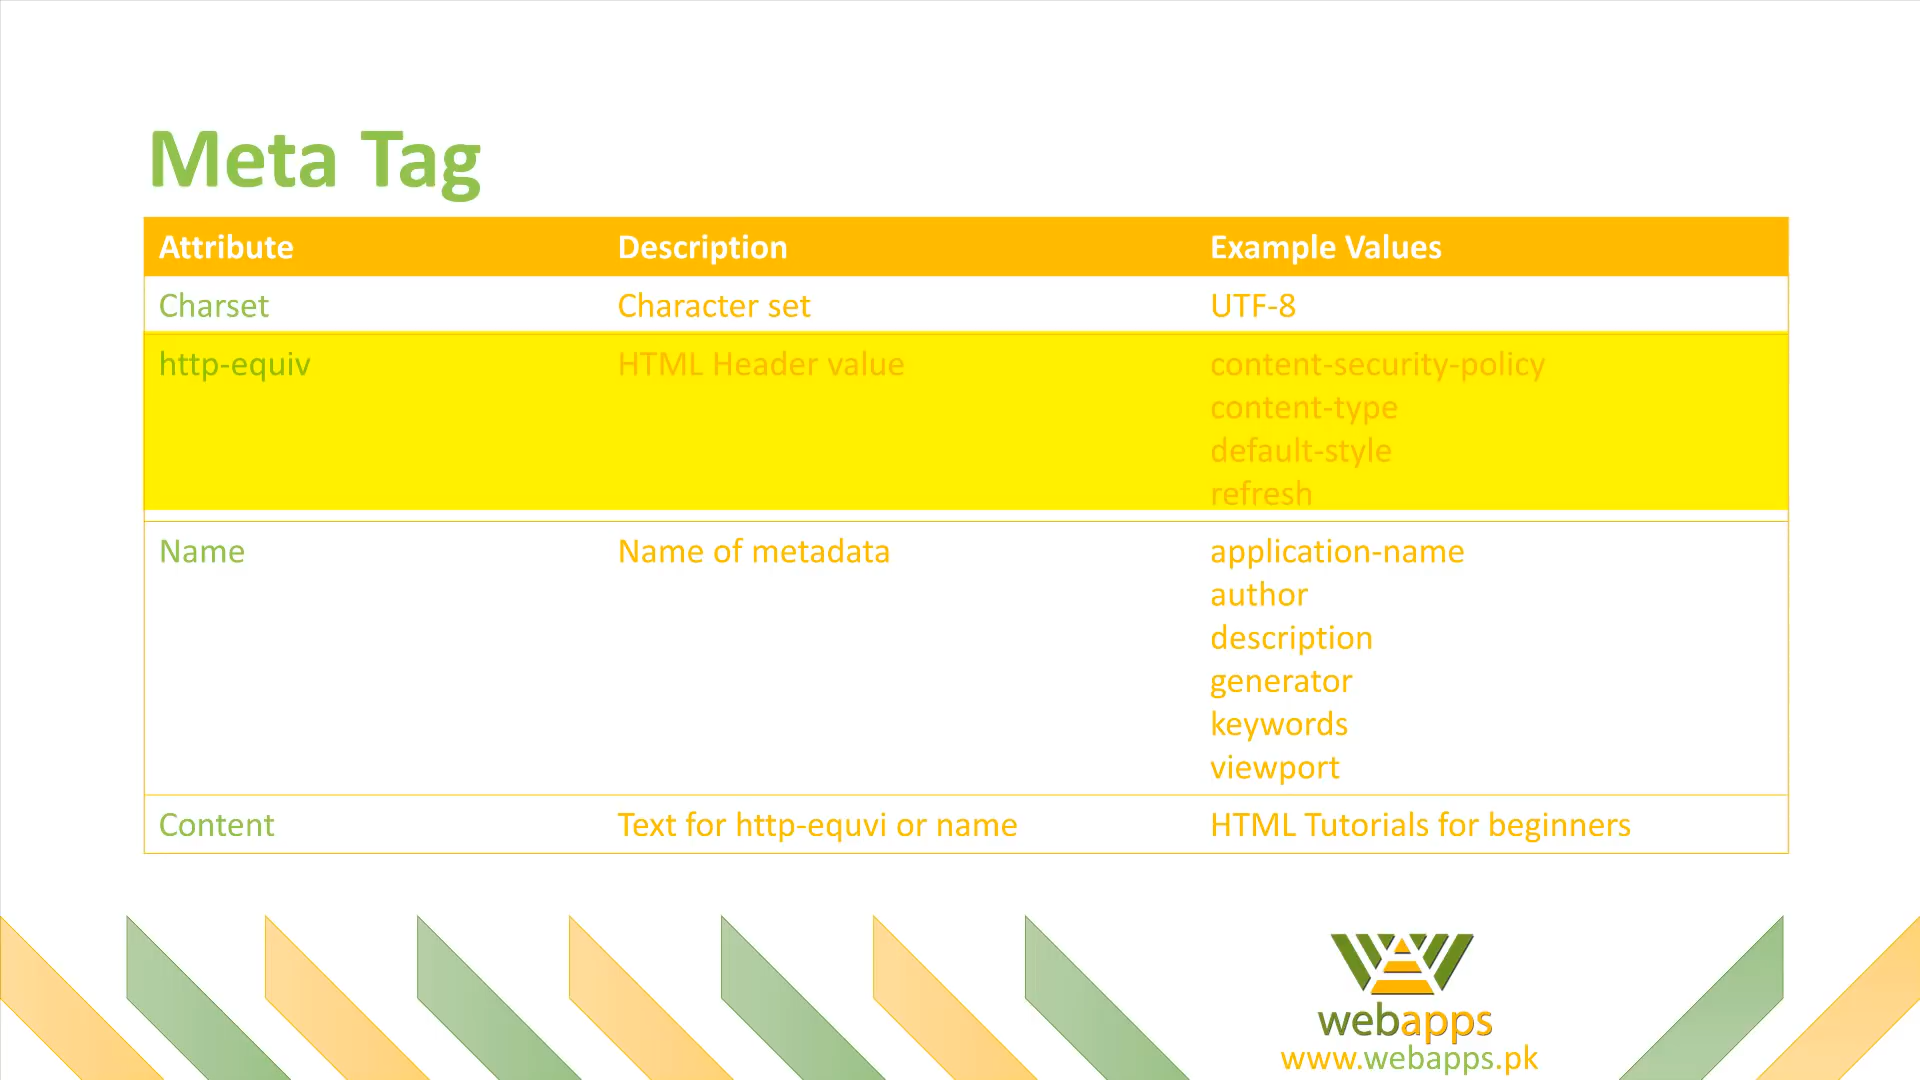 Meta Tag
Attribute Description Example Values
Charset Character set UTF-8
http-equiv HTML Header value content-security-policy
content-type
default-style
refresh
Name Name of metadata application-name
author
description
generator
keywords
viewport
Content Text for http-equvi or name HTML Tutorials for beginners
webapps
www.webapps.pk